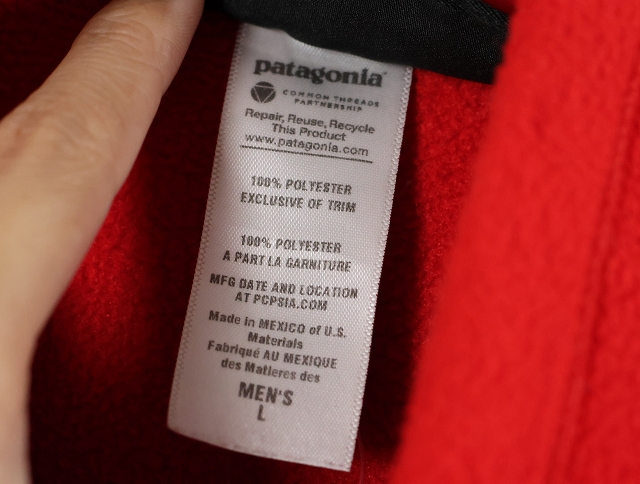 patagonia®
COMMON THREADS
PARTNERSHIP
Repair, Reuse, Recycle
This Product
www.patagonia.com
100% POLYESTER
EXCLUSIVE OF TRIM
100% POLYESTER
A PART LA GARNITURE
MFG DATE AND LOCATION
AT PCPSIA.COM
Made in MEXICO of U.S.
Materials
Fabriqué AU MEXIQUE
des Matieres des
MEN'S
L